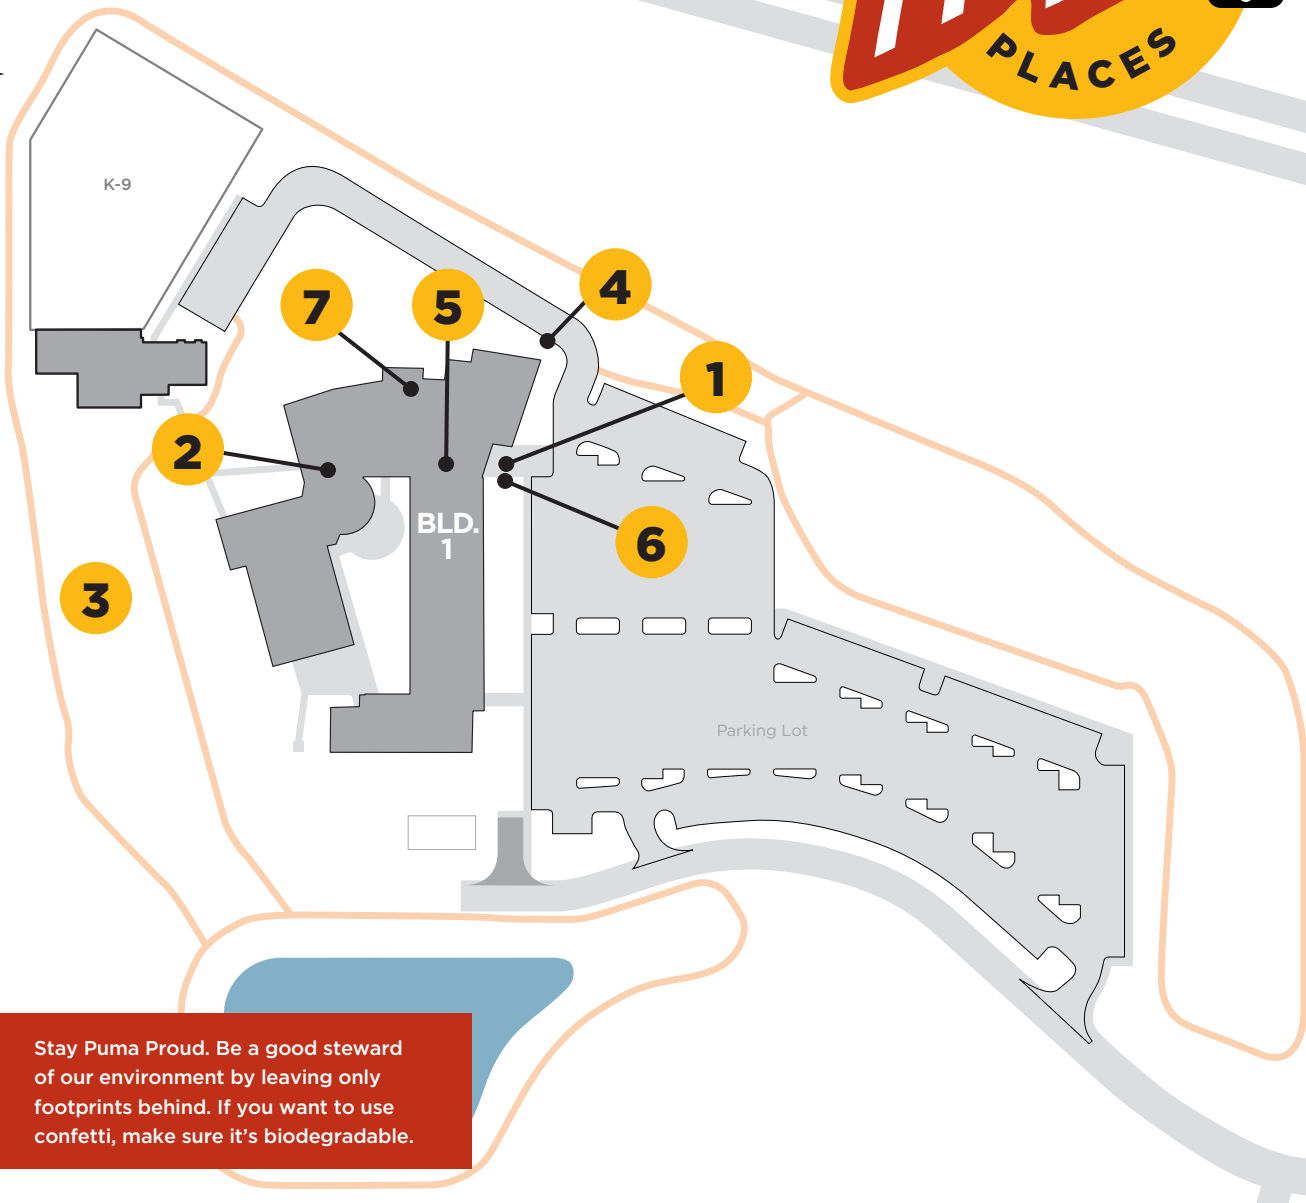 PLACES
K-9
7
5
4
1
2
BLD.
1
6
3
Parking Lot
Stay Puma Proud. Be a good steward
of our environment by leaving only
footprints behind. If you want to use
confetti, make sure it's biodegradable.